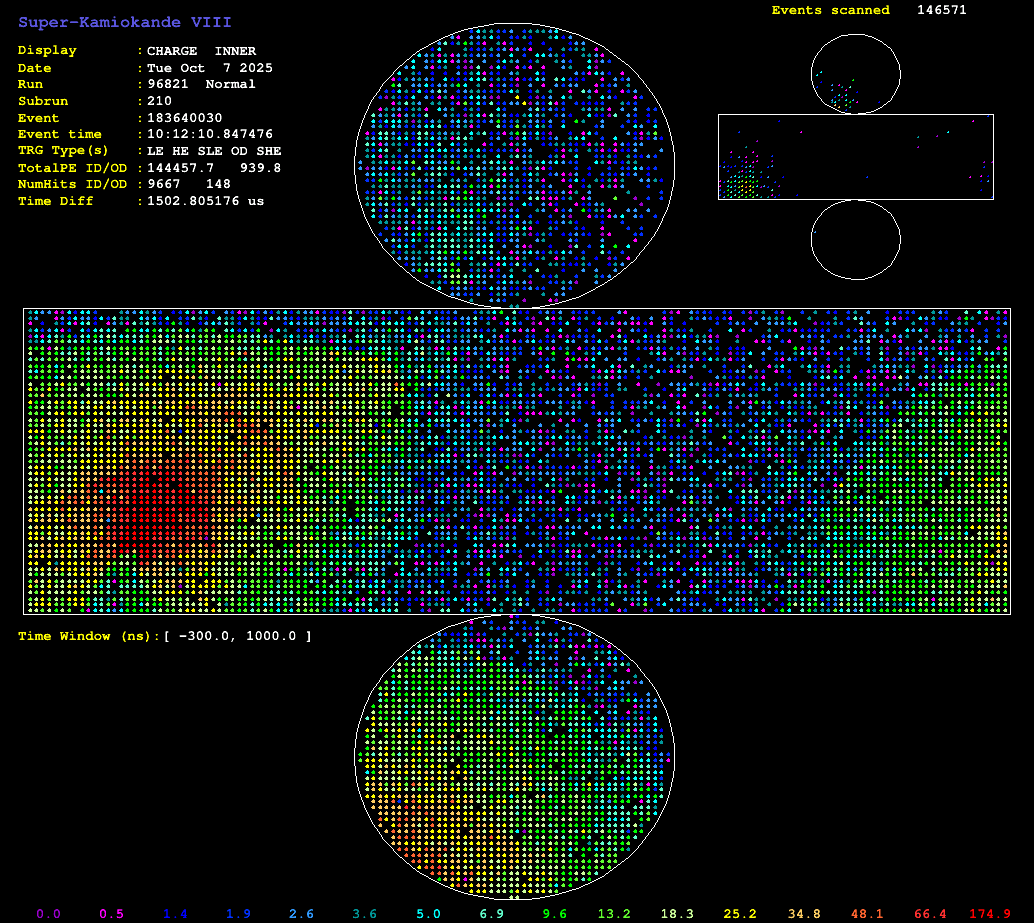 Super-Kamiokande VIII
Events scanned 146571
Display : CHARGE INNER
Date : Tue Oct 7 2025
Run : 96821 Normal
Subrun : 210
Event : 183640030
Event time : 10:12:10.847476
TRG Type(s) : LE HE SLE OD SHE
TotalPE ID/OD : 144457.7 939.8
NumHits ID/OD : 9667 148
Time Diff : 1502.805176 us
Time Window (ns):[ -300.0, 1000.0 ]
0.0 0.5 1.4 1.9 2.6 3.6 5.0 6.9 9.6 13.2 18.3 25.2 34.8 48.1 66.4 174.9